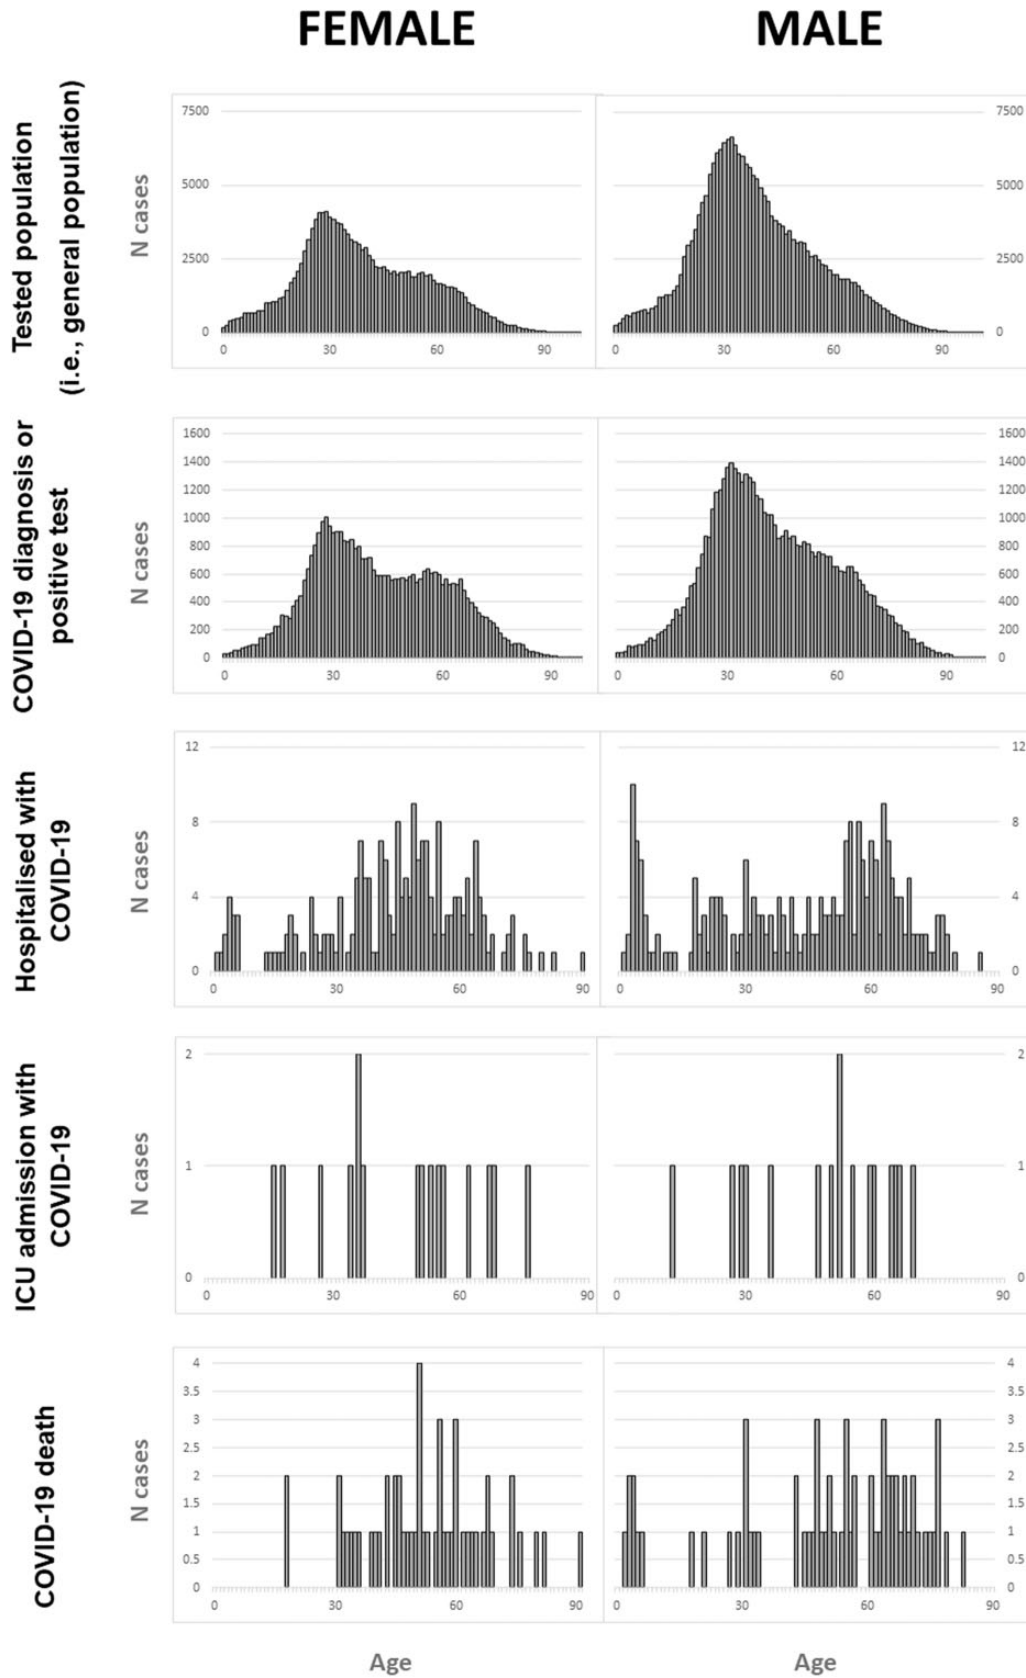 FEMALE MALE
Tested population
(i.e., general population)
N cases
7500
5000
2500
0
0 30 60 90
7500
5000
2500
0
0 30 60 90
COVID-19 diagnosis or
positive test
N cases
1600
1400
1200
1000
800
600
400
200
0
0 30 60 90
1600
1400
1200
1000
800
600
400
200
0
0 30 60 90
Hospitalised with
COVID-19
N cases
12
8
4
0
0 30 60 90
12
8
4
0
0 30 60 90
ICU admission with
COVID-19
N cases
2
1
0
0 30 60 90
2
1
0
0 30 60 90
COVID-19 death
N cases
4
3.5
3
2.5
2
1.5
1
0.5
0
0 30 60 90
4
3.5
3
2.5
2
1.5
1
0.5
0
0 30 60 90
Age Age